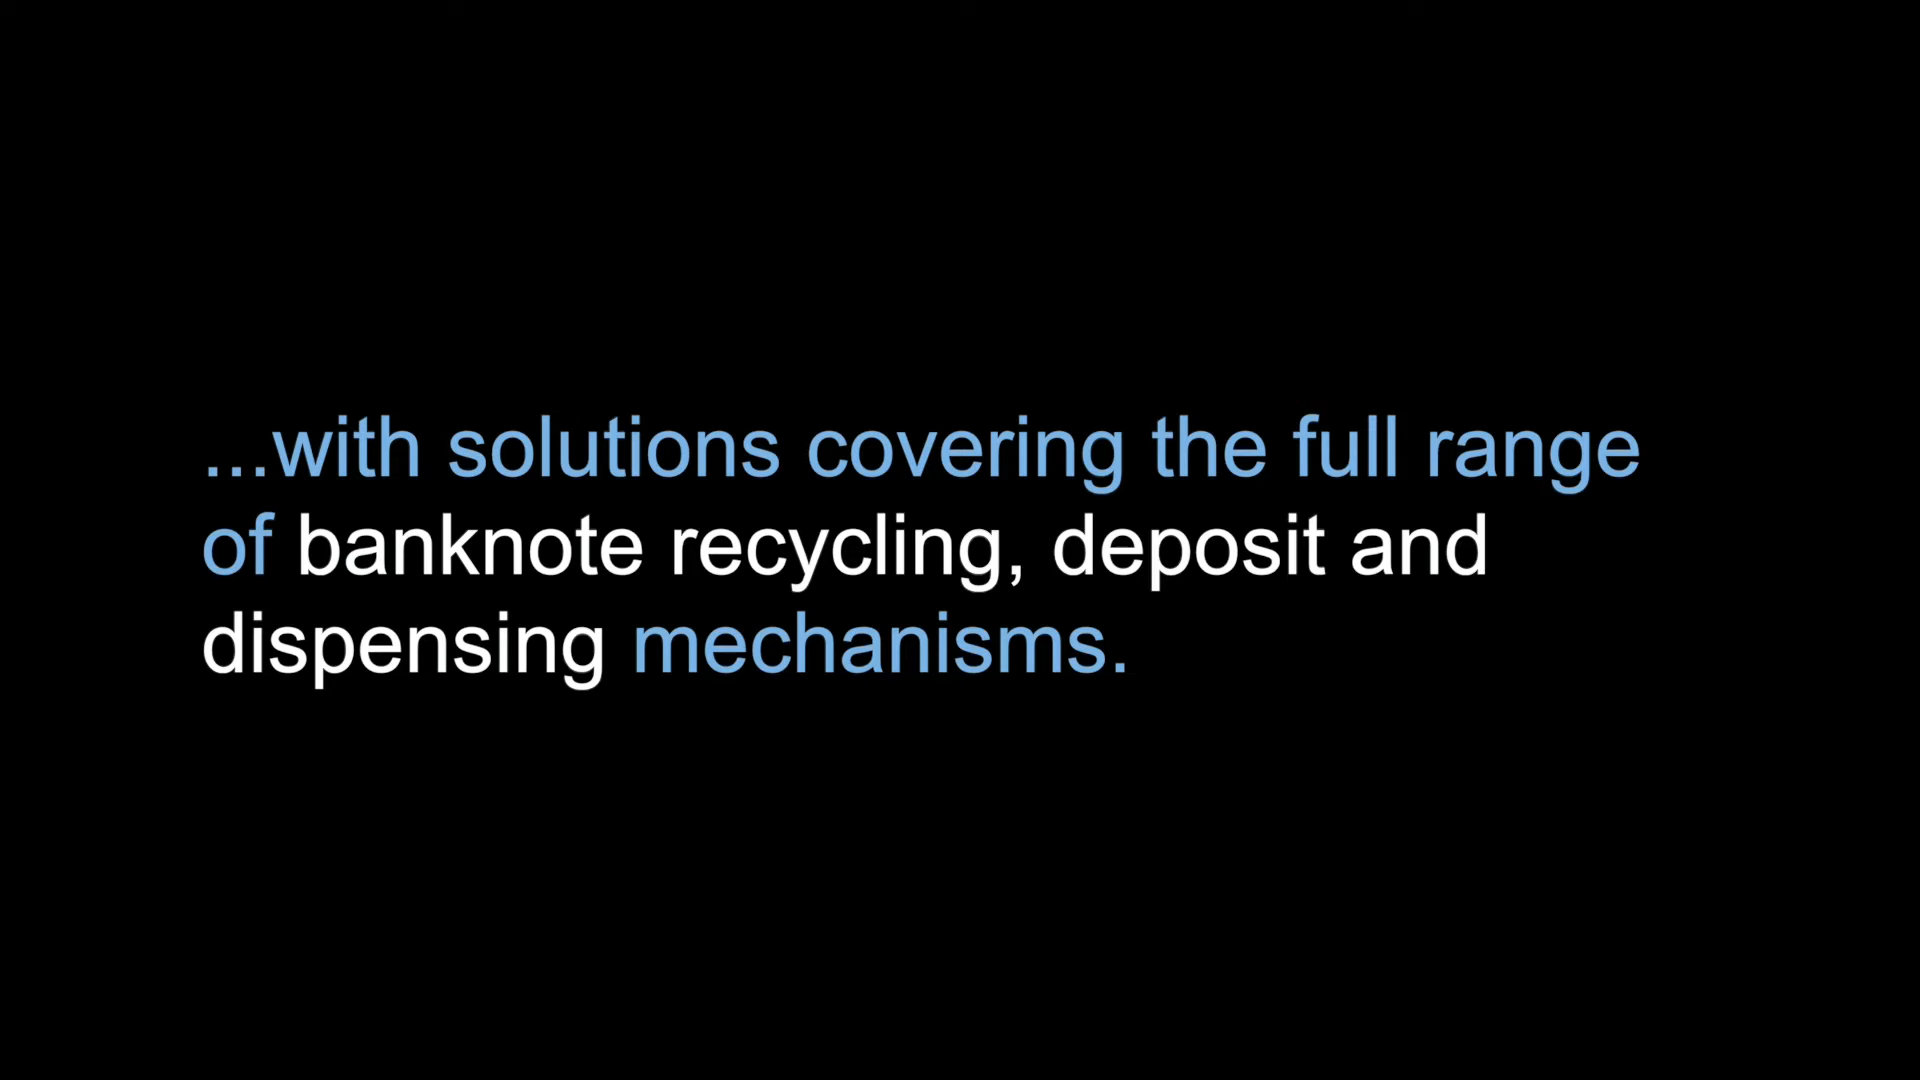 ...with solutions covering the full range
of banknote recycling, deposit and
dispensing mechanisms.